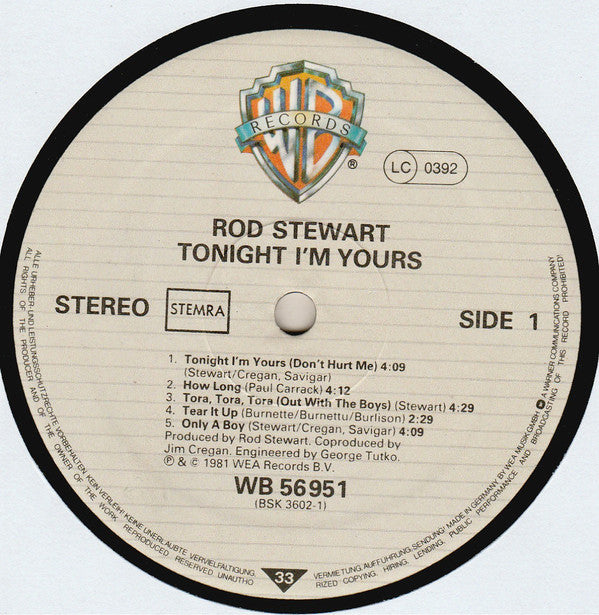 WB
RECORDS
®
LC 0392
ROD STEWART
TONIGHT I'M YOURS
STEREO STEMRA
SIDE 1
1. Tonight I'm Yours (Don't Hurt Me) 4:09
(Stewart/Cregan, Savigar)
2. How Long (Paul Carrack) 4:12
3. Tora, Tora, Tora (Out With The Boys) (Stewart) 4:29
4. Tear It Up (Burnette/Burnettu/Burlison) 2:29
5. Only A Boy (Stewart/Cregan, Savigar) 4:09
Produced by Rod Stewart. Coproduced by
Jim Cregan. Engineered by George Tutko.
℗ & © 1981 WEA Records B.V.
WB 56 951
(BSK 3602-1)
33
ALLE URHEBER- UND LEISTUNGSSCHUTZRECHTE VORBEHALTEN. KEIN VERLEIH! KEINE UNERLAUBTE VERVIELFÄLTIGUNG, VERMIETUNG, AUFFÜHRUNG, SENDUNG! MADE IN GERMANY BY WEA MUSIK GMBH, A WARNER COMMUNICATIONS COMPANY
ALL RIGHTS OF THE PRODUCER AND OF THE OWNER OF THE WORK REPRODUCED RESERVED. UNAUTHORIZED COPYING, HIRING, LENDING, PUBLIC PERFORMANCE AND BROADCASTING OF THIS RECORD PROHIBITED!